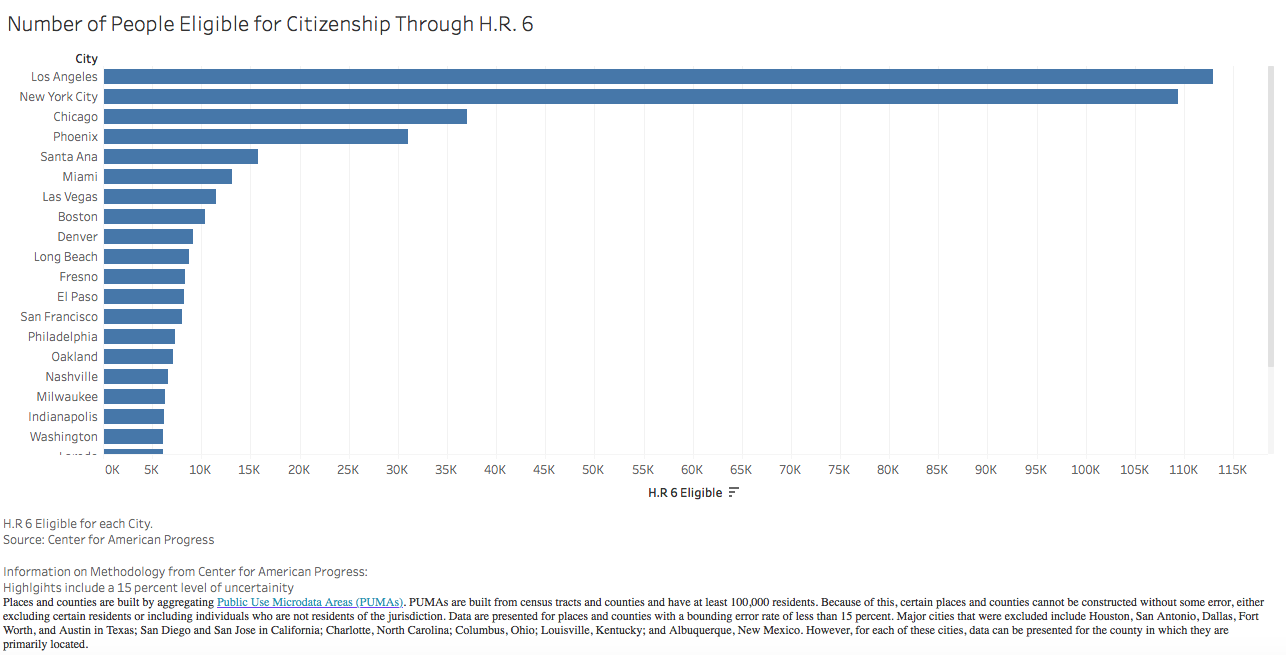 Number of People Eligible for Citizenship Through H.R. 6
City
Los Angeles
New York City
Chicago
Phoenix
Santa Ana
Miami
Las Vegas
Boston
Denver
Long Beach
Fresno
El Paso
San Francisco
Philadelphia
Oakland
Nashville
Milwaukee
Indianapolis
Washington
0K 5K 10K 15K 20K 25K 30K 35K 40K 45K 50K 55K 60K 65K 70K 75K 80K 85K 90K 95K 100K 105K 110K 115K
H.R 6 Eligible
H.R 6 Eligible for each City.
Source: Center for American Progress
Information on Methodology from Center for American Progress:
Highlgihts include a 15 percent level of uncertainity
Places and counties are built by aggregating Public Use Microdata Areas (PUMAs). PUMAs are built from census tracts and counties and have at least 100,000 residents. Because of this, certain places and counties cannot be constructed without some error, either
excluding certain residents or including individuals who are not residents of the jurisdiction. Data are presented for places and counties with a bounding error rate of less than 15 percent. Major cities that were excluded include Houston, San Antonio, Dallas, Fort
Worth, and Austin in Texas; San Diego and San Jose in California; Charlotte, North Carolina; Columbus, Ohio; Louisville, Kentucky; and Albuquerque, New Mexico. However, for each of these cities, data can be presented for the county in which they are
primarily located.